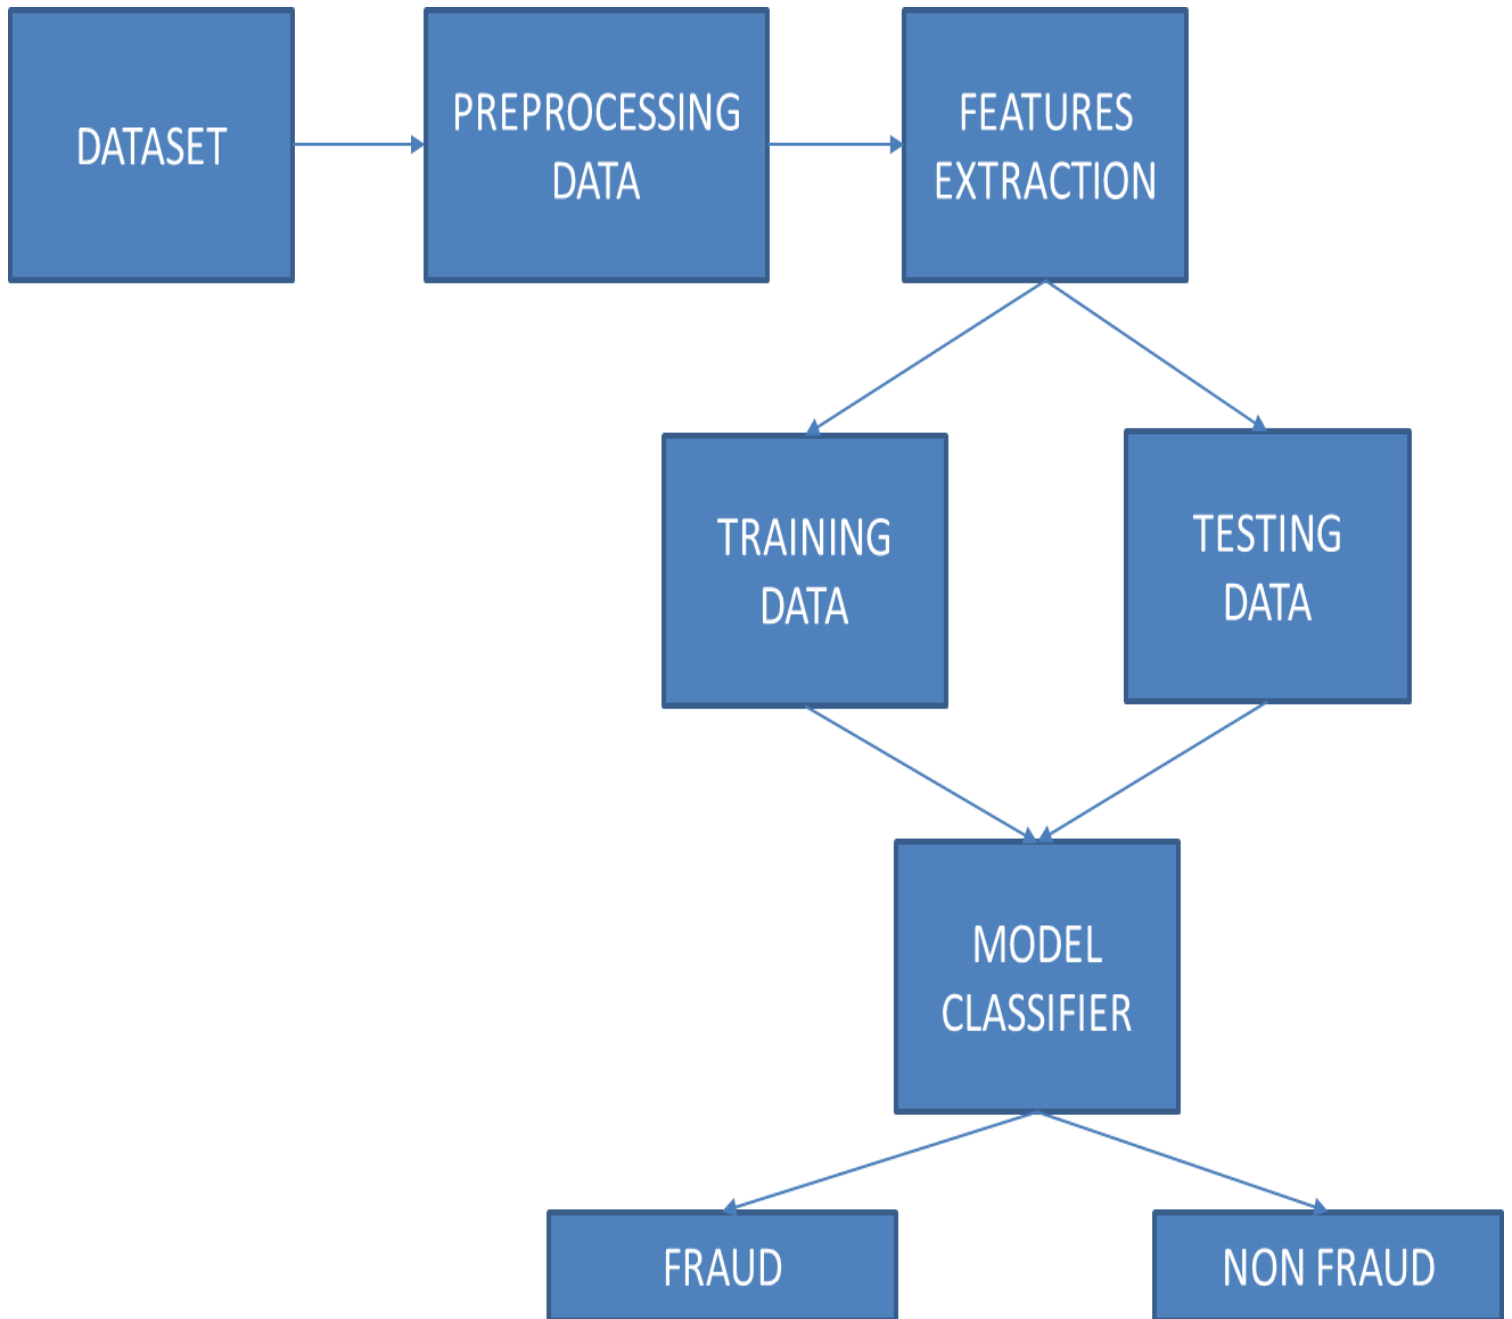 DATASET
PREPROCESSING
DATA
FEATURES
EXTRACTION
TRAINING
DATA
TESTING
DATA
MODEL
CLASSIFIER
FRAUD
NON FRAUD